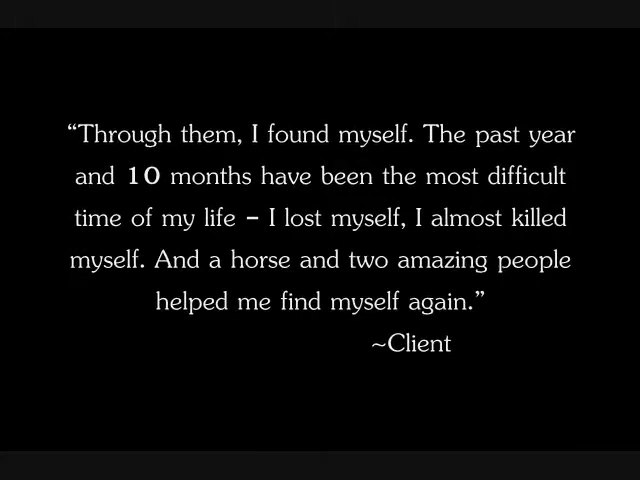 “Through them, I found myself. The past year
and 10 months have been the most difficult
time of my life – I lost myself, I almost killed
myself. And a horse and two amazing people
helped me find myself again.”
~Client